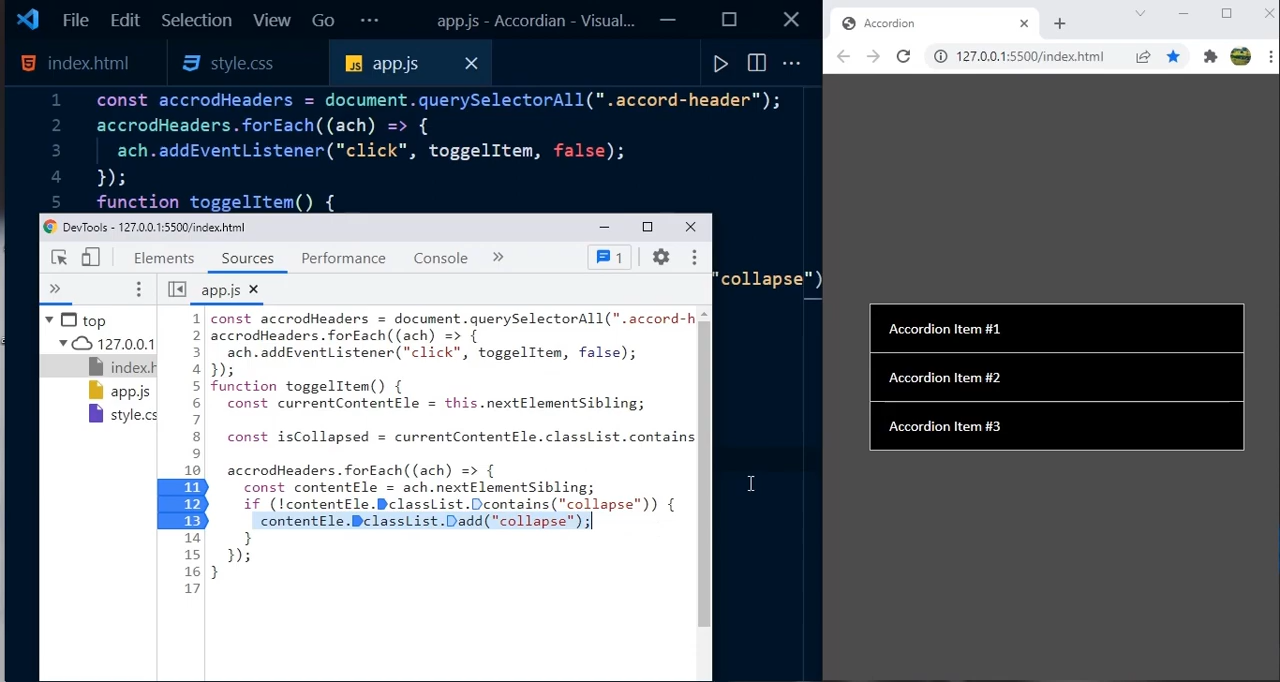 File Edit Selection View Go ··· app.js - Accordian - Visual...
index.html style.css app.js
1 const accrodHeaders = document.querySelectorAll(".accord-header");
2 accrodHeaders.forEach((ach) => {
3 ach.addEventListener("click", toggelItem, false);
4 });
5 function toggelItem() {
"collapse")
DevTools - 127.0.0.1:5500/index.html
Elements Sources Performance Console » 1
» app.js
top
127.0.0.1
index.h
app.js
style.cs
1 const accrodHeaders = document.querySelectorAll(".accord-h
2 accrodHeaders.forEach((ach) => {
3 ach.addEventListener("click", toggelItem, false);
4 });
5 function toggelItem() {
6 const currentContentEle = this.nextElementSibling;
7
8 const isCollapsed = currentContentEle.classList.contains
9
10 accrodHeaders.forEach((ach) => {
11 const contentEle = ach.nextElementSibling;
12 if (!contentEle.classList.contains("collapse")) {
13 contentEle.classList.add("collapse");
14 }
15 });
16 }
17
Accordion
127.0.0.1:5500/index.html
Accordion Item #1
Accordion Item #2
Accordion Item #3